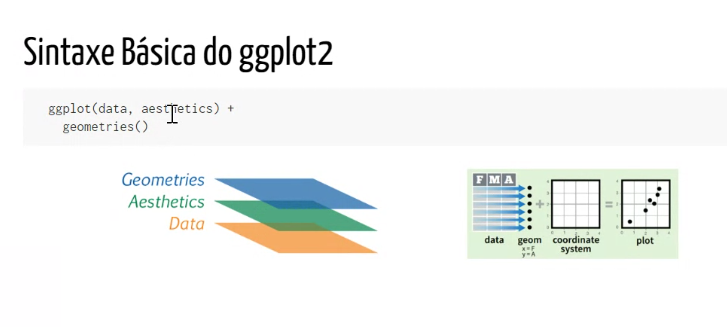 Sintaxe Básica do ggplot2
ggplot(data, aesthetics) +
geometries()
Geometries
Aesthetics
Data
F M A
data
geom
x=F
y=A
coordinate
system
plot